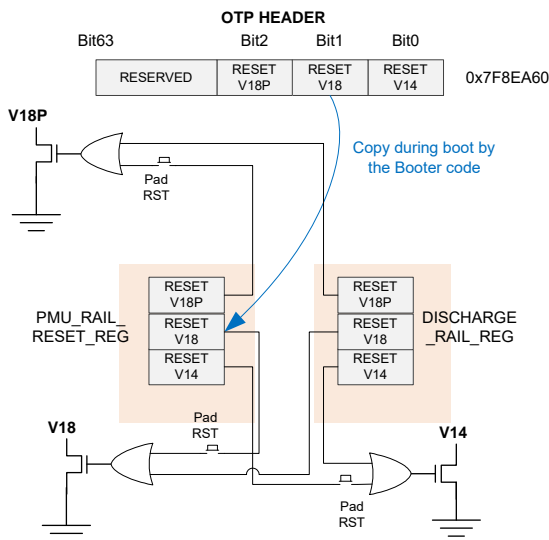 OTP HEADER
Bit63
Bit2
Bit1
Bit0
RESERVED
RESET
V18P
RESET
V18
RESET
V14
0x7F8EA60
V18P
Pad
RST
Copy during boot by
the Booter code
PMU_RAIL_
RESET_REG
RESET
V18P
RESET
V18
RESET
V14
RESET
V18P
RESET
V18
RESET
V14
DISCHARGE
_RAIL_REG
V18
Pad
RST
V14
Pad
RST